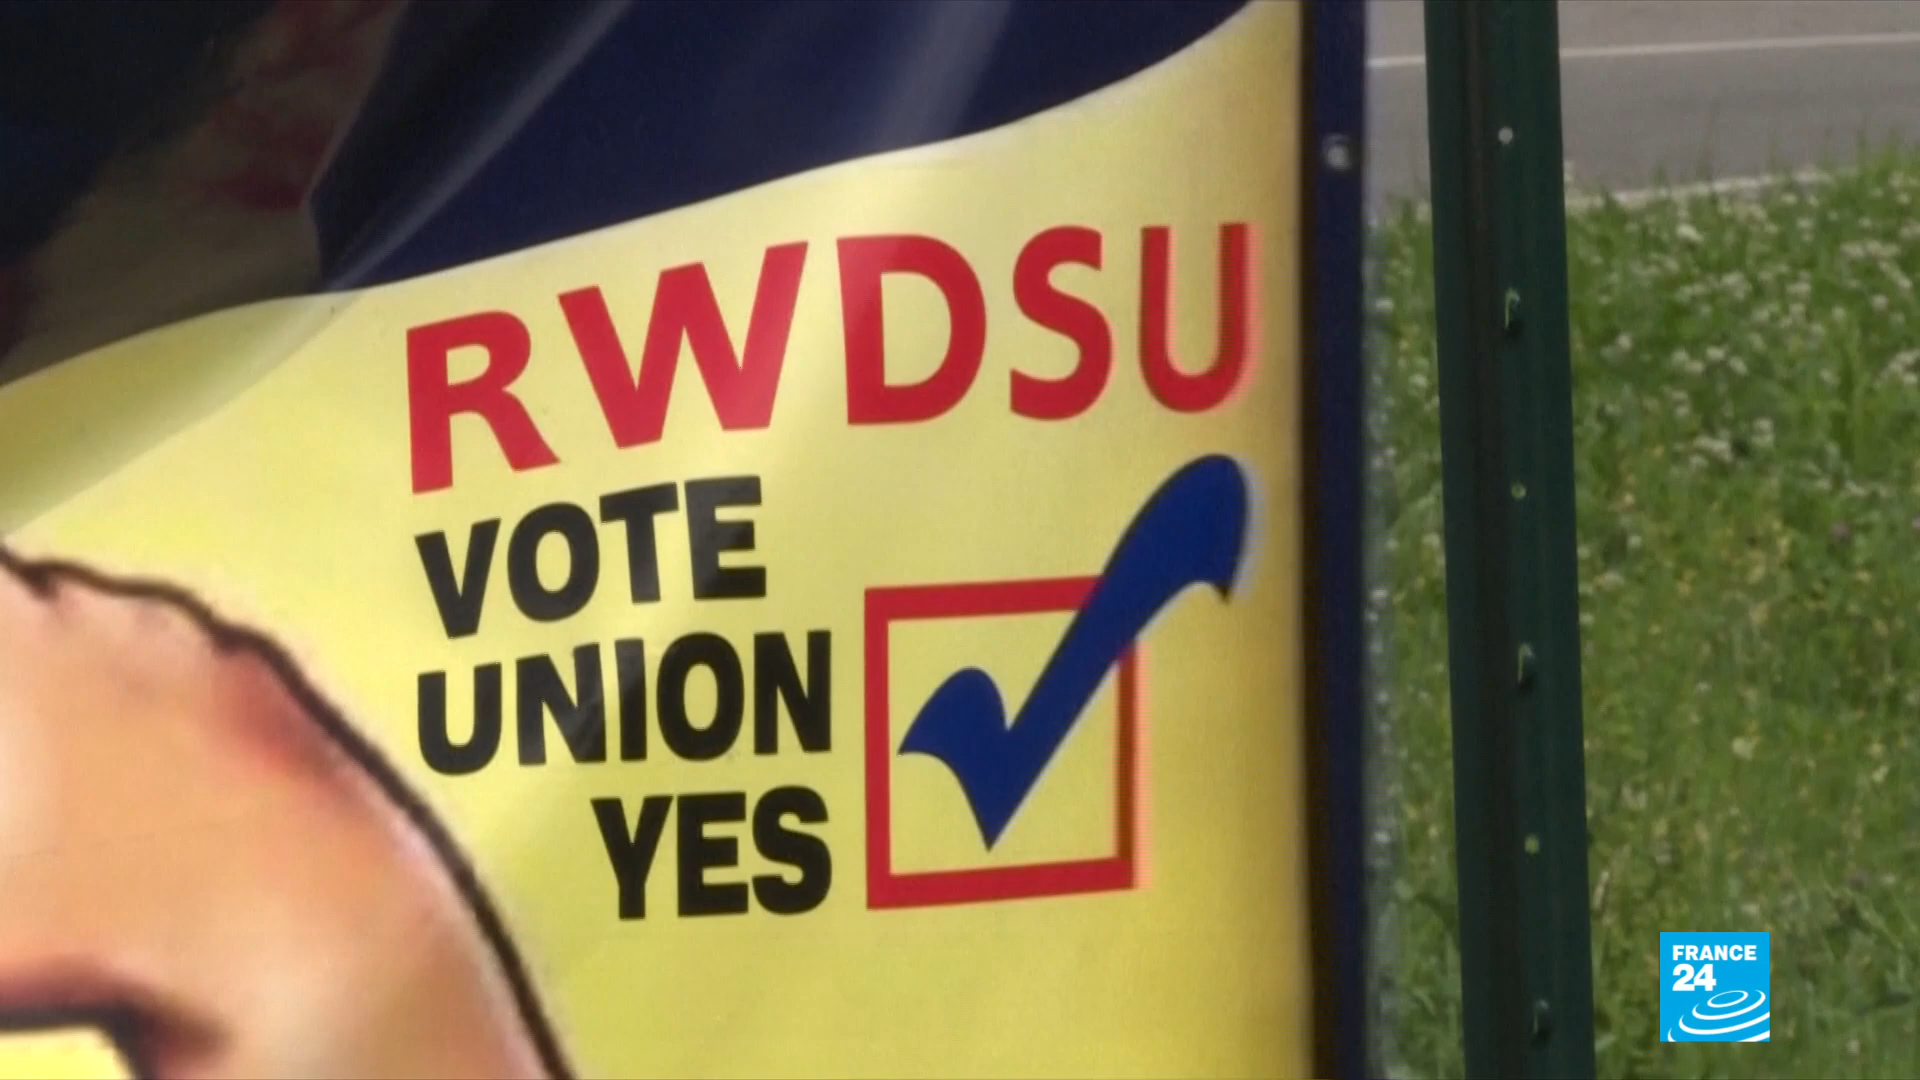 RWDSU
VOTE
UNION
YES
FRANCE
24